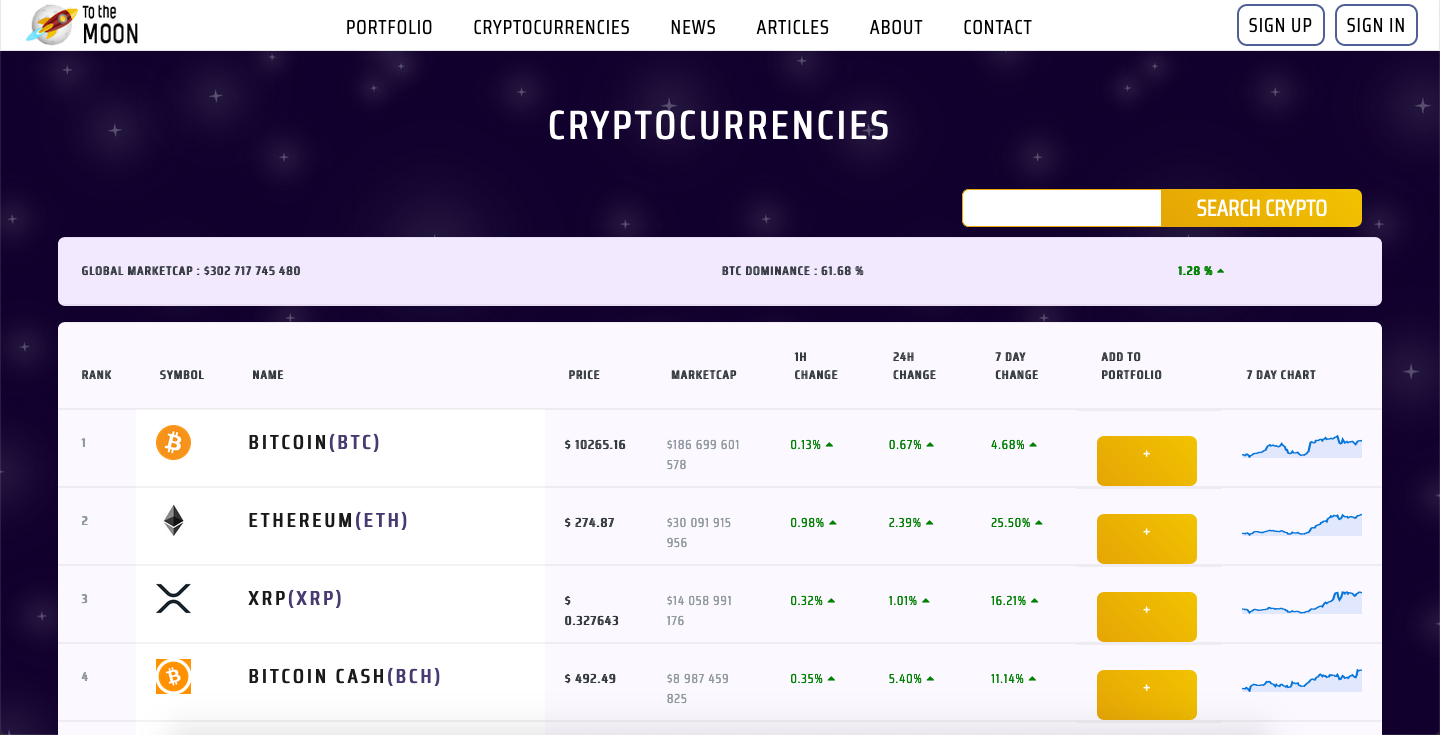 To the
MOON
PORTFOLIO CRYPTOCURRENCIES NEWS ARTICLES ABOUT CONTACT SIGN UP SIGN IN
CRYPTOCURRENCIES
SEARCH CRYPTO
GLOBAL MARKETCAP : $302 717 745 480 BTC DOMINANCE : 61.68 % 1.28 %
1H 24H 7 DAY ADD TO
RANK SYMBOL NAME PRICE MARKETCAP CHANGE CHANGE CHANGE PORTFOLIO 7 DAY CHART
1 BITCOIN(BTC) $ 10265.16 $186 699 601 0.13% 0.67% 4.68% +
578
2 ETHEREUM(ETH) $ 274.87 $30 091 915 0.98% 2.39% 25.50% +
956
3 XRP(XRP) $ $14 058 991 0.32% 1.01% 16.21% +
0.327643 176
4 BITCOIN CASH(BCH) $ 492.49 $8 987 459 0.35% 5.40% 11.14% +
825